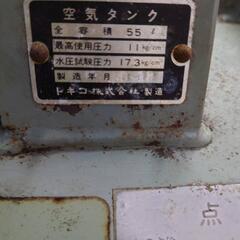 空気タンク
全容積 55 ℓ
最高使用圧力 11 kg/cm²
水圧試験圧力 17.3 kg/cm²
製造年月
トキコ株式会社・製造
点